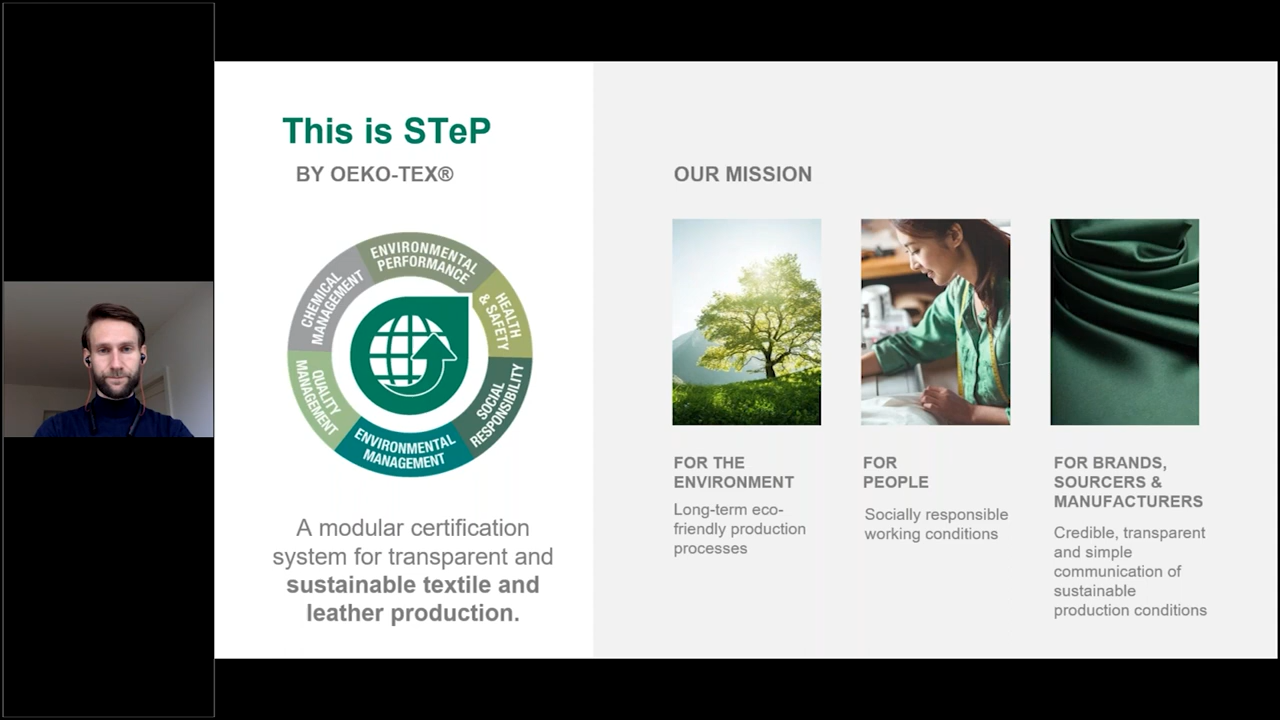 This is STeP
BY OEKO-TEX®
ENVIRONMENTAL
PERFORMANCE
HEALTH
& SAFETY
SOCIAL
RESPONSIBILITY
ENVIRONMENTAL
MANAGEMENT
QUALITY
MANAGEMENT
CHEMICAL
MANAGEMENT
A modular certification
system for transparent and
sustainable textile and
leather production.
OUR MISSION
FOR THE
ENVIRONMENT
Long-term eco-
friendly production
processes
FOR
PEOPLE
Socially responsible
working conditions
FOR BRANDS,
SOURCERS &
MANUFACTURERS
Credible, transparent
and simple
communication of
sustainable
production conditions